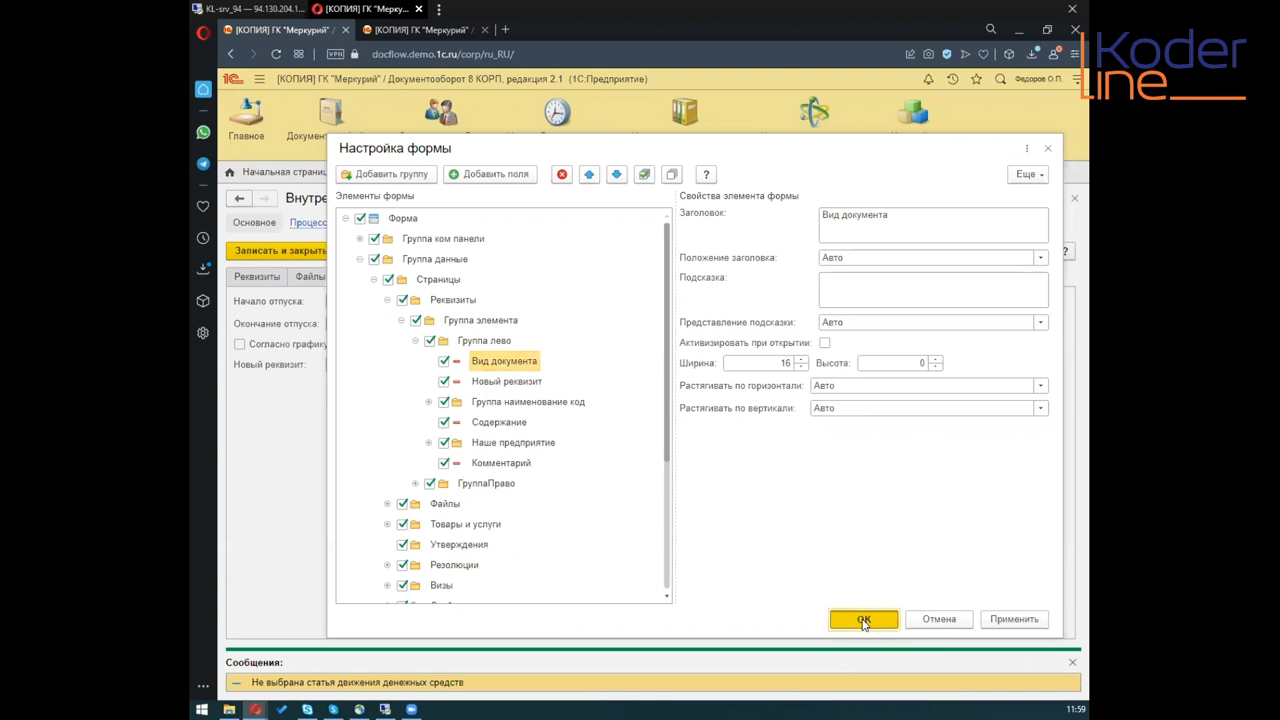 KL-srv_94 — 94.130.204.1...
[КОПИЯ] ГК "Мерку...
[КОПИЯ] ГК "Меркурий" /
[КОПИЯ] ГК "Меркурий" /
VPN
docflow.demo.1c.ru/corp/ru_RU/
Koder
Line
[КОПИЯ] ГК "Меркурий" / Документооборот 8 КОРП, редакция 2.1 (1С:Предприятие)
Федоров О.П.
Главное
Докумен
Настройка формы
Добавить группу
Добавить поля
?
Еще
Начальная страниц
Элементы формы
Свойства элемента формы
Внутре
Основное
Процесс
Записать и закрыть
?
Реквизиты
Файлы
Начало отпуска:
Окончание отпуска:
Согласно графику
Новый реквизит:
Форма
Группа ком панели
Группа данные
Страницы
Реквизиты
Группа элемента
Группа лево
Вид документа
Новый реквизит
Группа наименование код
Содержание
Наше предприятие
Комментарий
ГруппаПраво
Файлы
Товары и услуги
Утверждения
Резолюции
Визы
Заголовок:
Вид документа
Положение заголовка:
Авто
Подсказка:
Представление подсказки:
Авто
Активизировать при открытии:
Ширина:
16
Высота:
0
Растягивать по горизонтали:
Авто
Растягивать по вертикали:
Авто
ОК
Отмена
Применить
Сообщения:
Не выбрана статья движения денежных средств
11:59